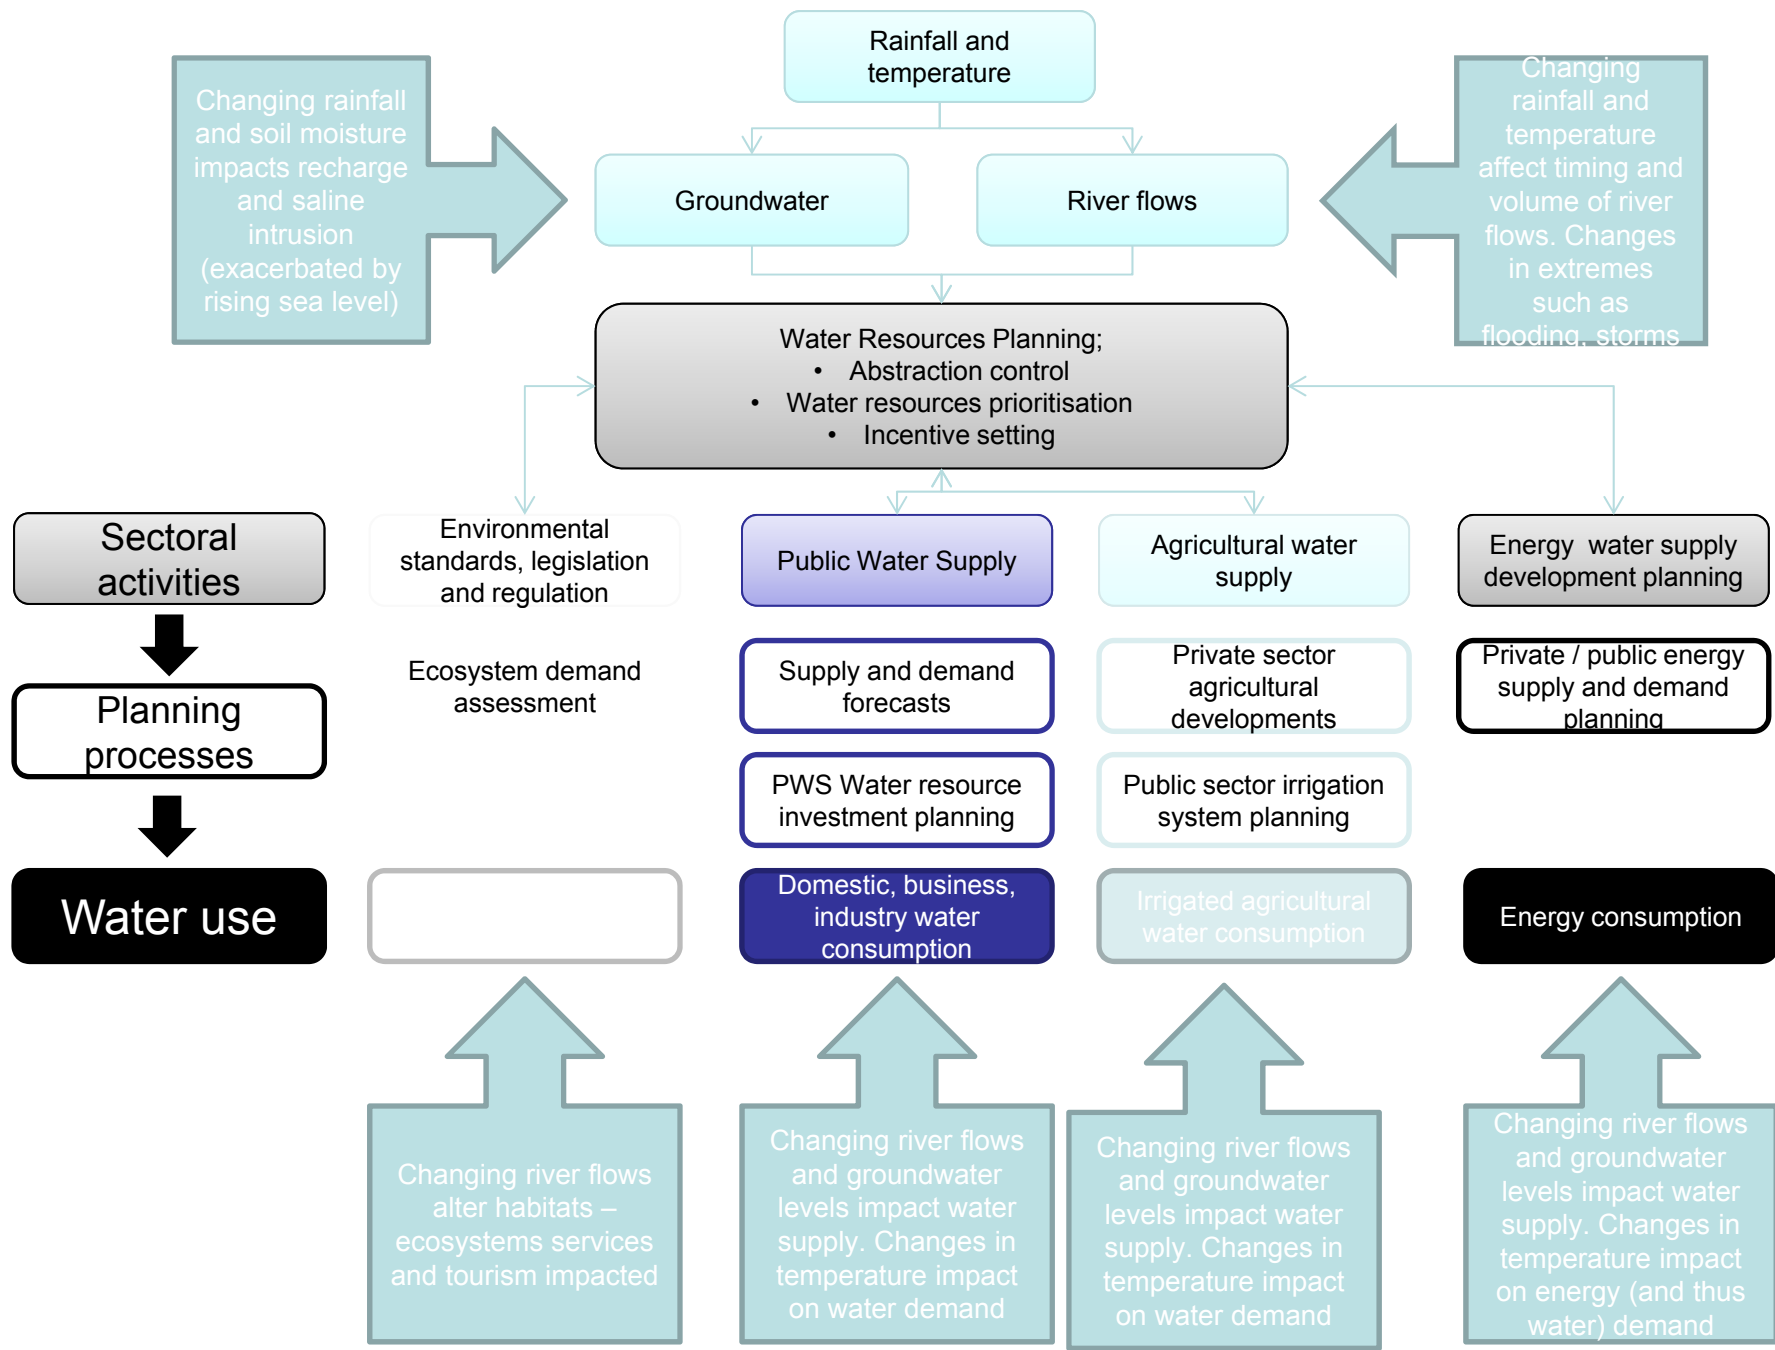 Rainfall and
temperature
Changing rainfall
and soil moisture
impacts recharge
and saline
intrusion
(exacerbated by
rising sea level)
Changing
rainfall and
temperature
affect timing and
volume of river
flows. Changes
in extremes
such as
flooding, storms
Groundwater
River flows
Water Resources Planning;
• Abstraction control
• Water resources prioritisation
• Incentive setting
Sectoral
activities
Environmental
standards, legislation
and regulation
Public Water Supply
Agricultural water
supply
Energy water supply
development planning
Planning
processes
Ecosystem demand
assessment
Supply and demand
forecasts
Private sector
agricultural
developments
Private / public energy
supply and demand
planning
PWS Water resource
investment planning
Public sector irrigation
system planning
Water use
Domestic, business,
industry water
consumption
Irrigated agricultural
water consumption
Energy consumption
Changing river flows
alter habitats –
ecosystems services
and tourism impacted
Changing river flows
and groundwater
levels impact water
supply. Changes in
temperature impact
on water demand
Changing river flows
and groundwater
levels impact water
supply. Changes in
temperature impact
on water demand
Changing river flows
and groundwater
levels impact water
supply. Changes in
temperature impact
on energy (and thus
water) demand